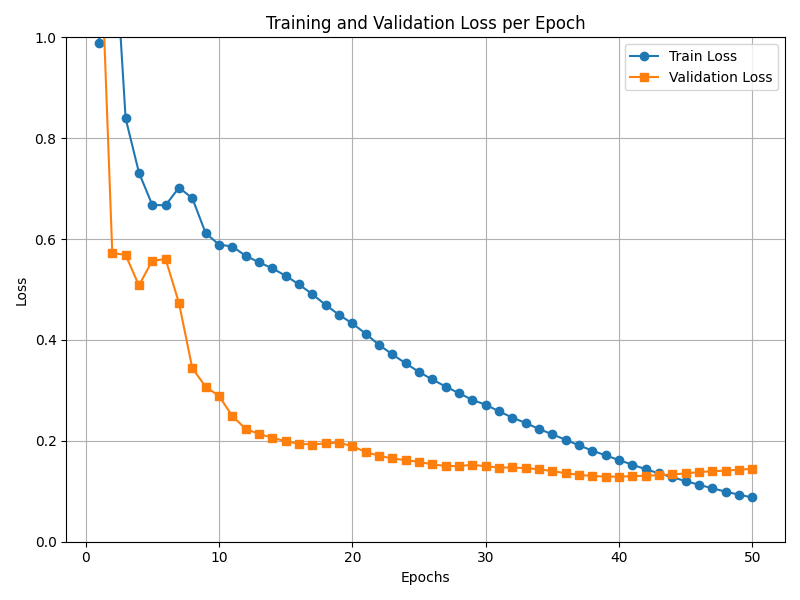 Training and Validation Loss per Epoch
Train Loss
Validation Loss
1.0
0.8
0.6
0.4
0.2
0.0
Loss
0 10 20 30 40 50
Epochs